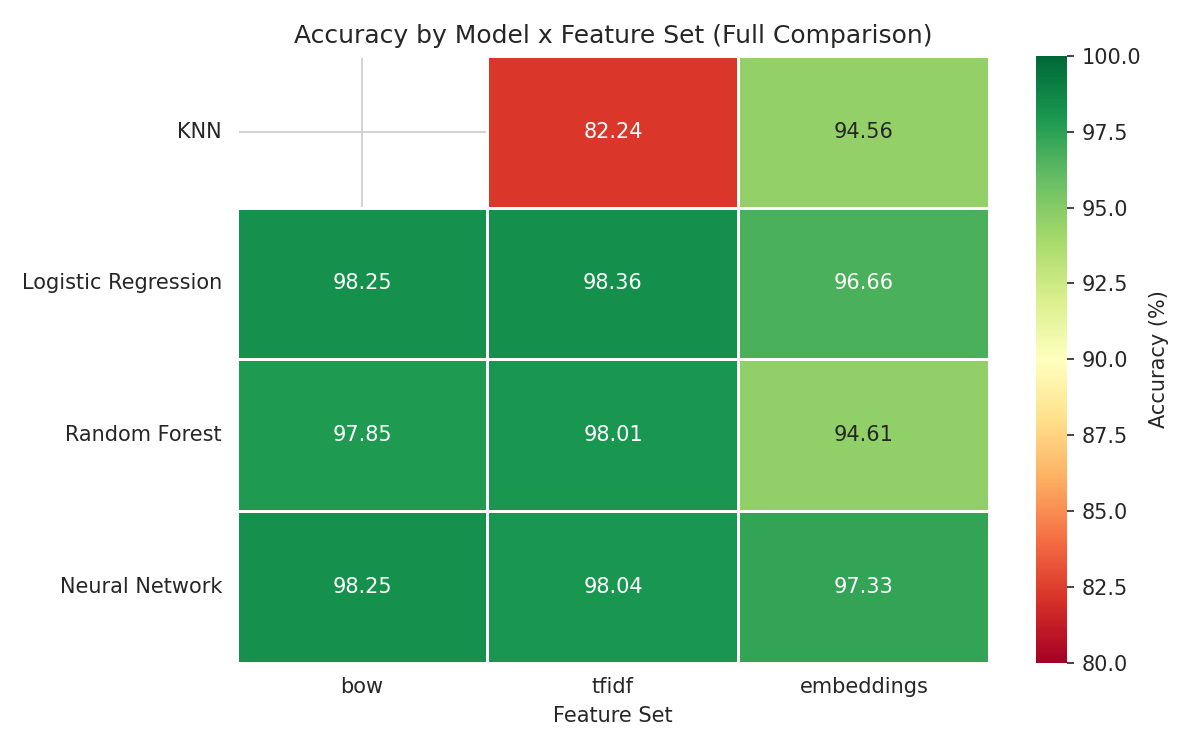 Accuracy by Model x Feature Set (Full Comparison)
KNN
82.24
94.56
Logistic Regression
98.25
98.36
96.66
Random Forest
97.85
98.01
94.61
Neural Network
98.25
98.04
97.33
bow
tfidf
embeddings
Feature Set
100.0
97.5
95.0
92.5
90.0
87.5
85.0
82.5
80.0
Accuracy (%)